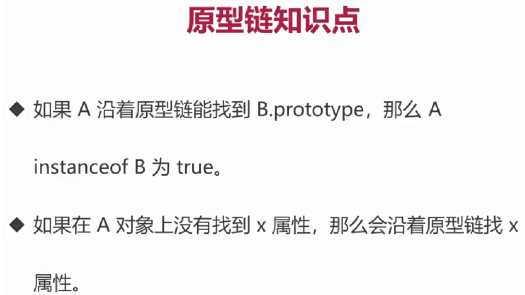 原型链知识点
◆ 如果 A 沿着原型链能找到 B.prototype，那么 A
instanceof B 为 true。
◆ 如果在 A 对象上没有找到 x 属性，那么会沿着原型链找 x
属性。